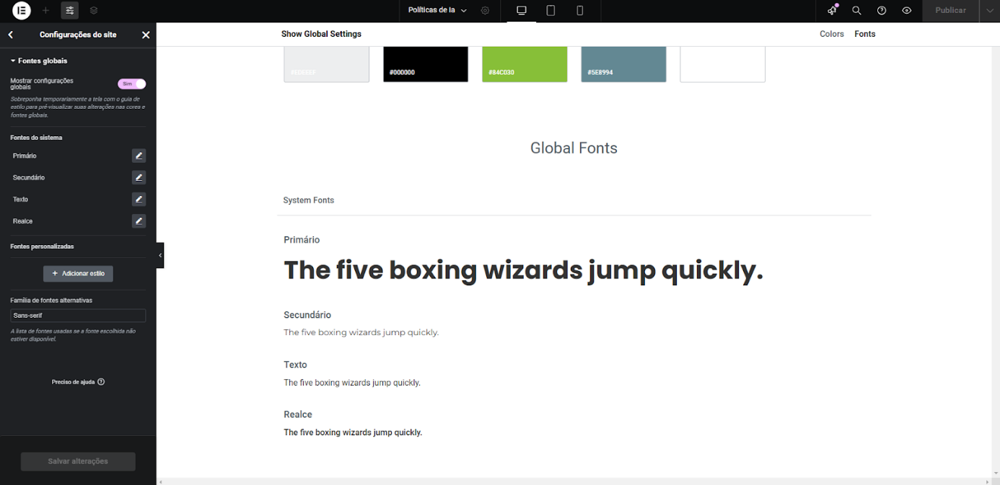 Políticas de la
Publicar
Configurações do site
Show Global Settings
Colors
Fonts
Fontes globais
Mostrar configurações
globais
Sim
Sobreponha temporariamente a tela com o guia de
estilo para pré-visualizar suas alterações nas cores e
fontes globais.
Fontes do sistema
Primário
Secundário
Texto
Realce
Fontes personalizadas
+ Adicionar estilo
Família de fontes alternativas
Sans-serif
A lista de fontes usadas se a fonte escolhida não
estiver disponível.
Preciso de ajuda
Salvar alterações
#EDEEEF
#000000
#84C030
#5E8994
Global Fonts
System Fonts
Primário
The five boxing wizards jump quickly.
Secundário
The five boxing wizards jump quickly.
Texto
The five boxing wizards jump quickly.
Realce
The five boxing wizards jump quickly.